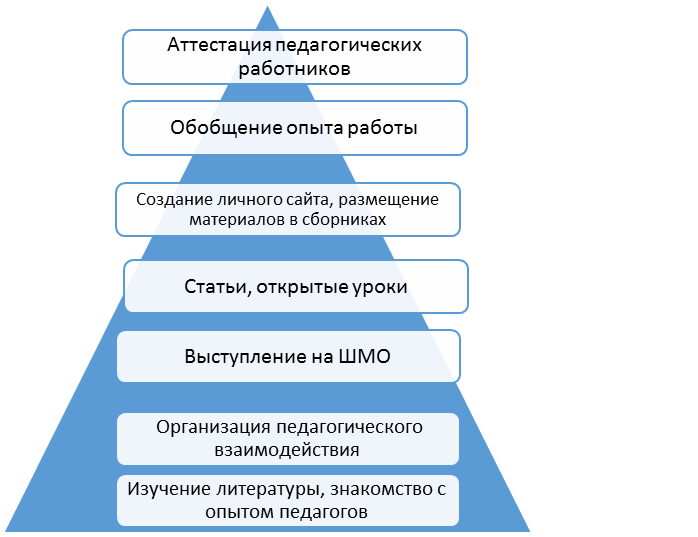 Аттестация педагогических
работников
Обобщение опыта работы
Создание личного сайта, размещение
материалов в сборниках
Статьи, открытые уроки
Выступление на ШМО
Организация педагогического
взаимодействия
Изучение литературы, знакомство с
опытом педагогов